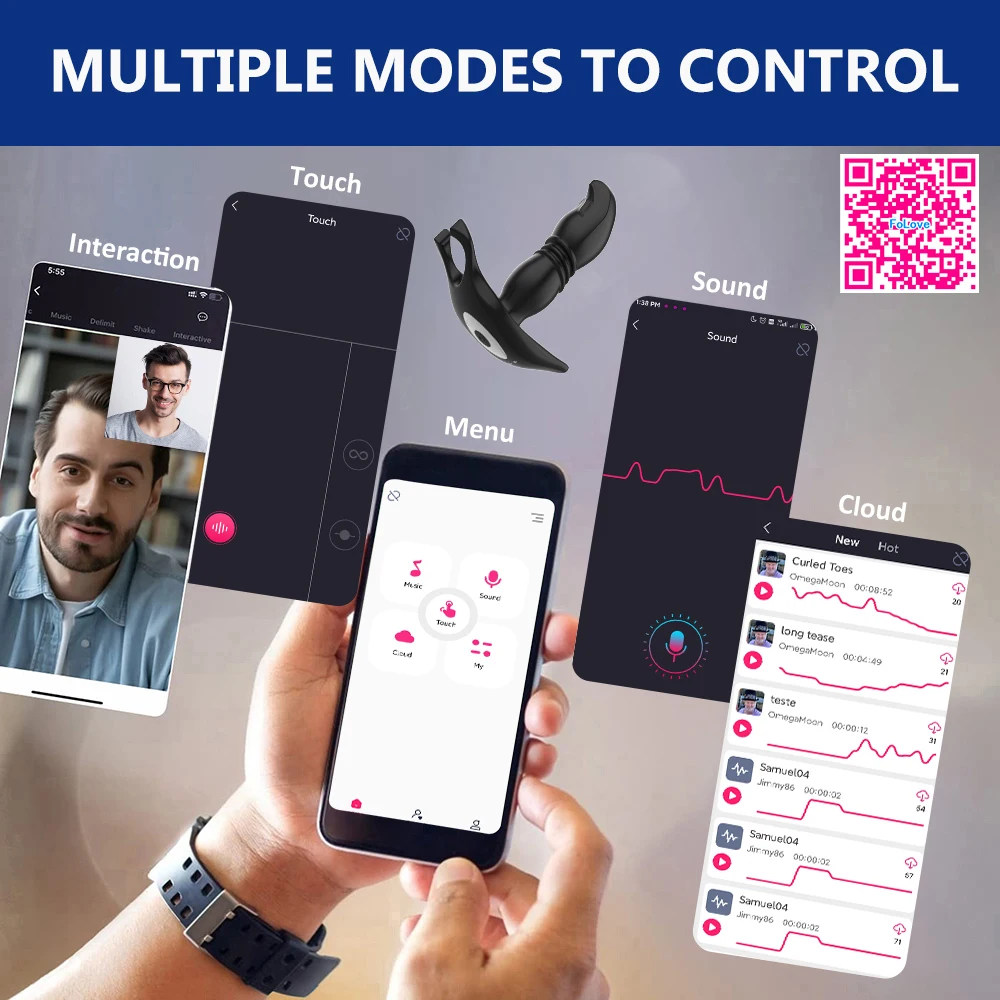 MULTIPLE MODES TO CONTROL
FoLove
Touch
Touch
Interaction
5:55
Music Delimit Shake Interactive
Sound
1:38 PM
Sound
Menu
Music
Sound
Touch
Cloud
My
Cloud
New Hot
Curled Toes
OmegaMoon 00:08:52
20
long tease
OmegaMoon 00:04:49
21
teste
OmegaMoon 00:00:12
31
Samuel04
Jimmy86 00:00:02
54
Samuel04
Jimmy86 00:00:02
57
Samuel04
Jimmy86 00:00:02
71